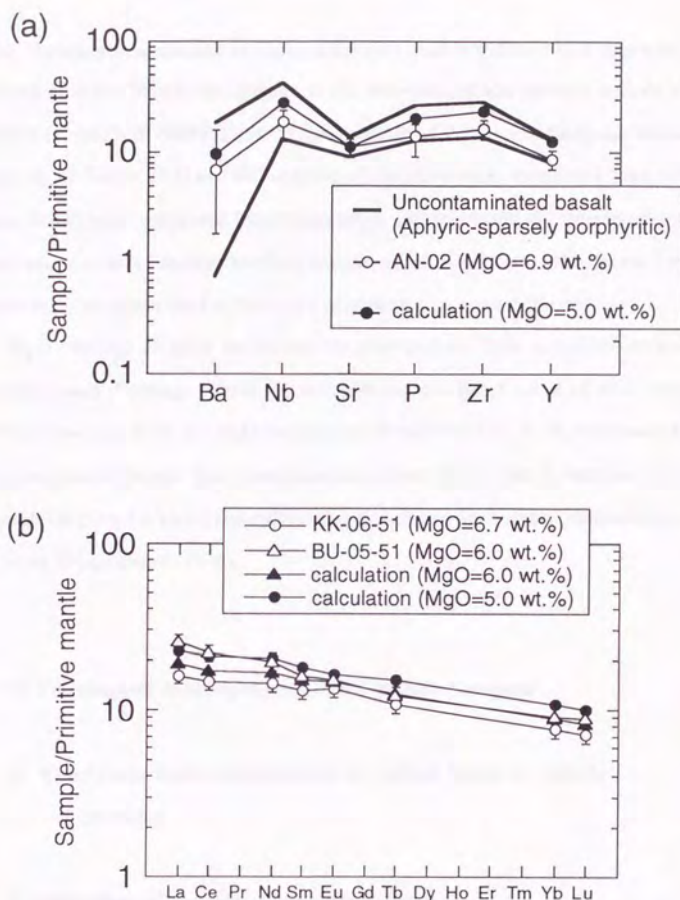 (a)
100
10
1
0.1
Sample/Primitive mantle
Uncontaminated basalt
(Aphyric-sparsely porphyritic)
AN-02 (MgO=6.9 wt.%)
calculation (MgO=5.0 wt.%)
Ba Nb Sr P Zr Y
(b)
100
10
1
Sample/Primitive mantle
KK-06-51 (MgO=6.7 wt.%)
BU-05-51 (MgO=6.0 wt.%)
calculation (MgO=6.0 wt.%)
calculation (MgO=5.0 wt.%)
La Ce Pr Nd Sm Eu Gd Tb Dy Ho Er Tm Yb Lu